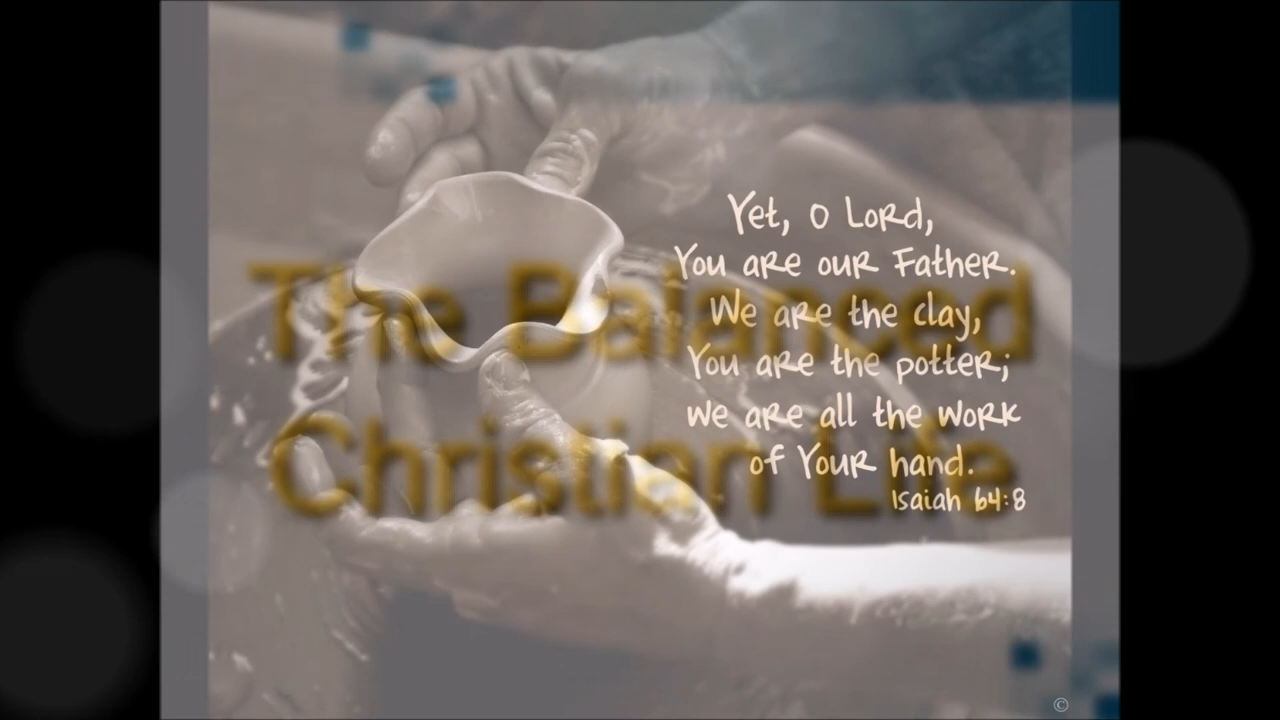 The Balanced
Christian Life
Yet, O Lord,
You are our Father.
We are the clay,
You are the potter;
we are all the work
of Your hand.
Isaiah 64:8
©